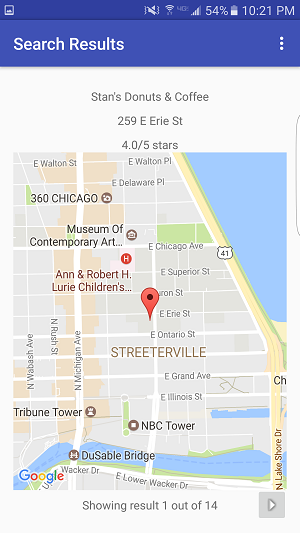 54% 10:21 PM
Search Results
Stan's Donuts & Coffee
259 E Erie St
4.0/5 stars
E Walton Pl
E Walton Pl
E Delaware Pl
360 CHICAGO
Museum Of
Contemporary Art...
E Chicago Ave
41
Ann & Robert H.
Lurie Children's...
E Superior St
uron St
E Erie St
N Rush St
E Ontario St
STREETERVILLE
N Wabash Ave
N Michigan Ave
E Grand Ave
Ch
E Illinois St
Tribune Tower
NBC Tower
DuSable Bridge
N Lake Shore Dr
Wacker Dr
E Lower Wacker Dr
Google
Showing result 1 out of 14